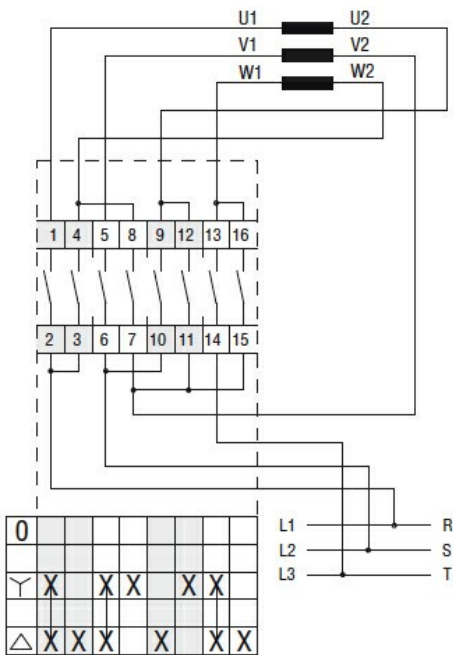 U1 U2
V1 V2
W1 W2
1 4 5 8 9 12 13 16
2 3 6 7 10 11 14 15
L1 R
L2 S
L3 T
0
Y X X X X X
△ X X X X X X